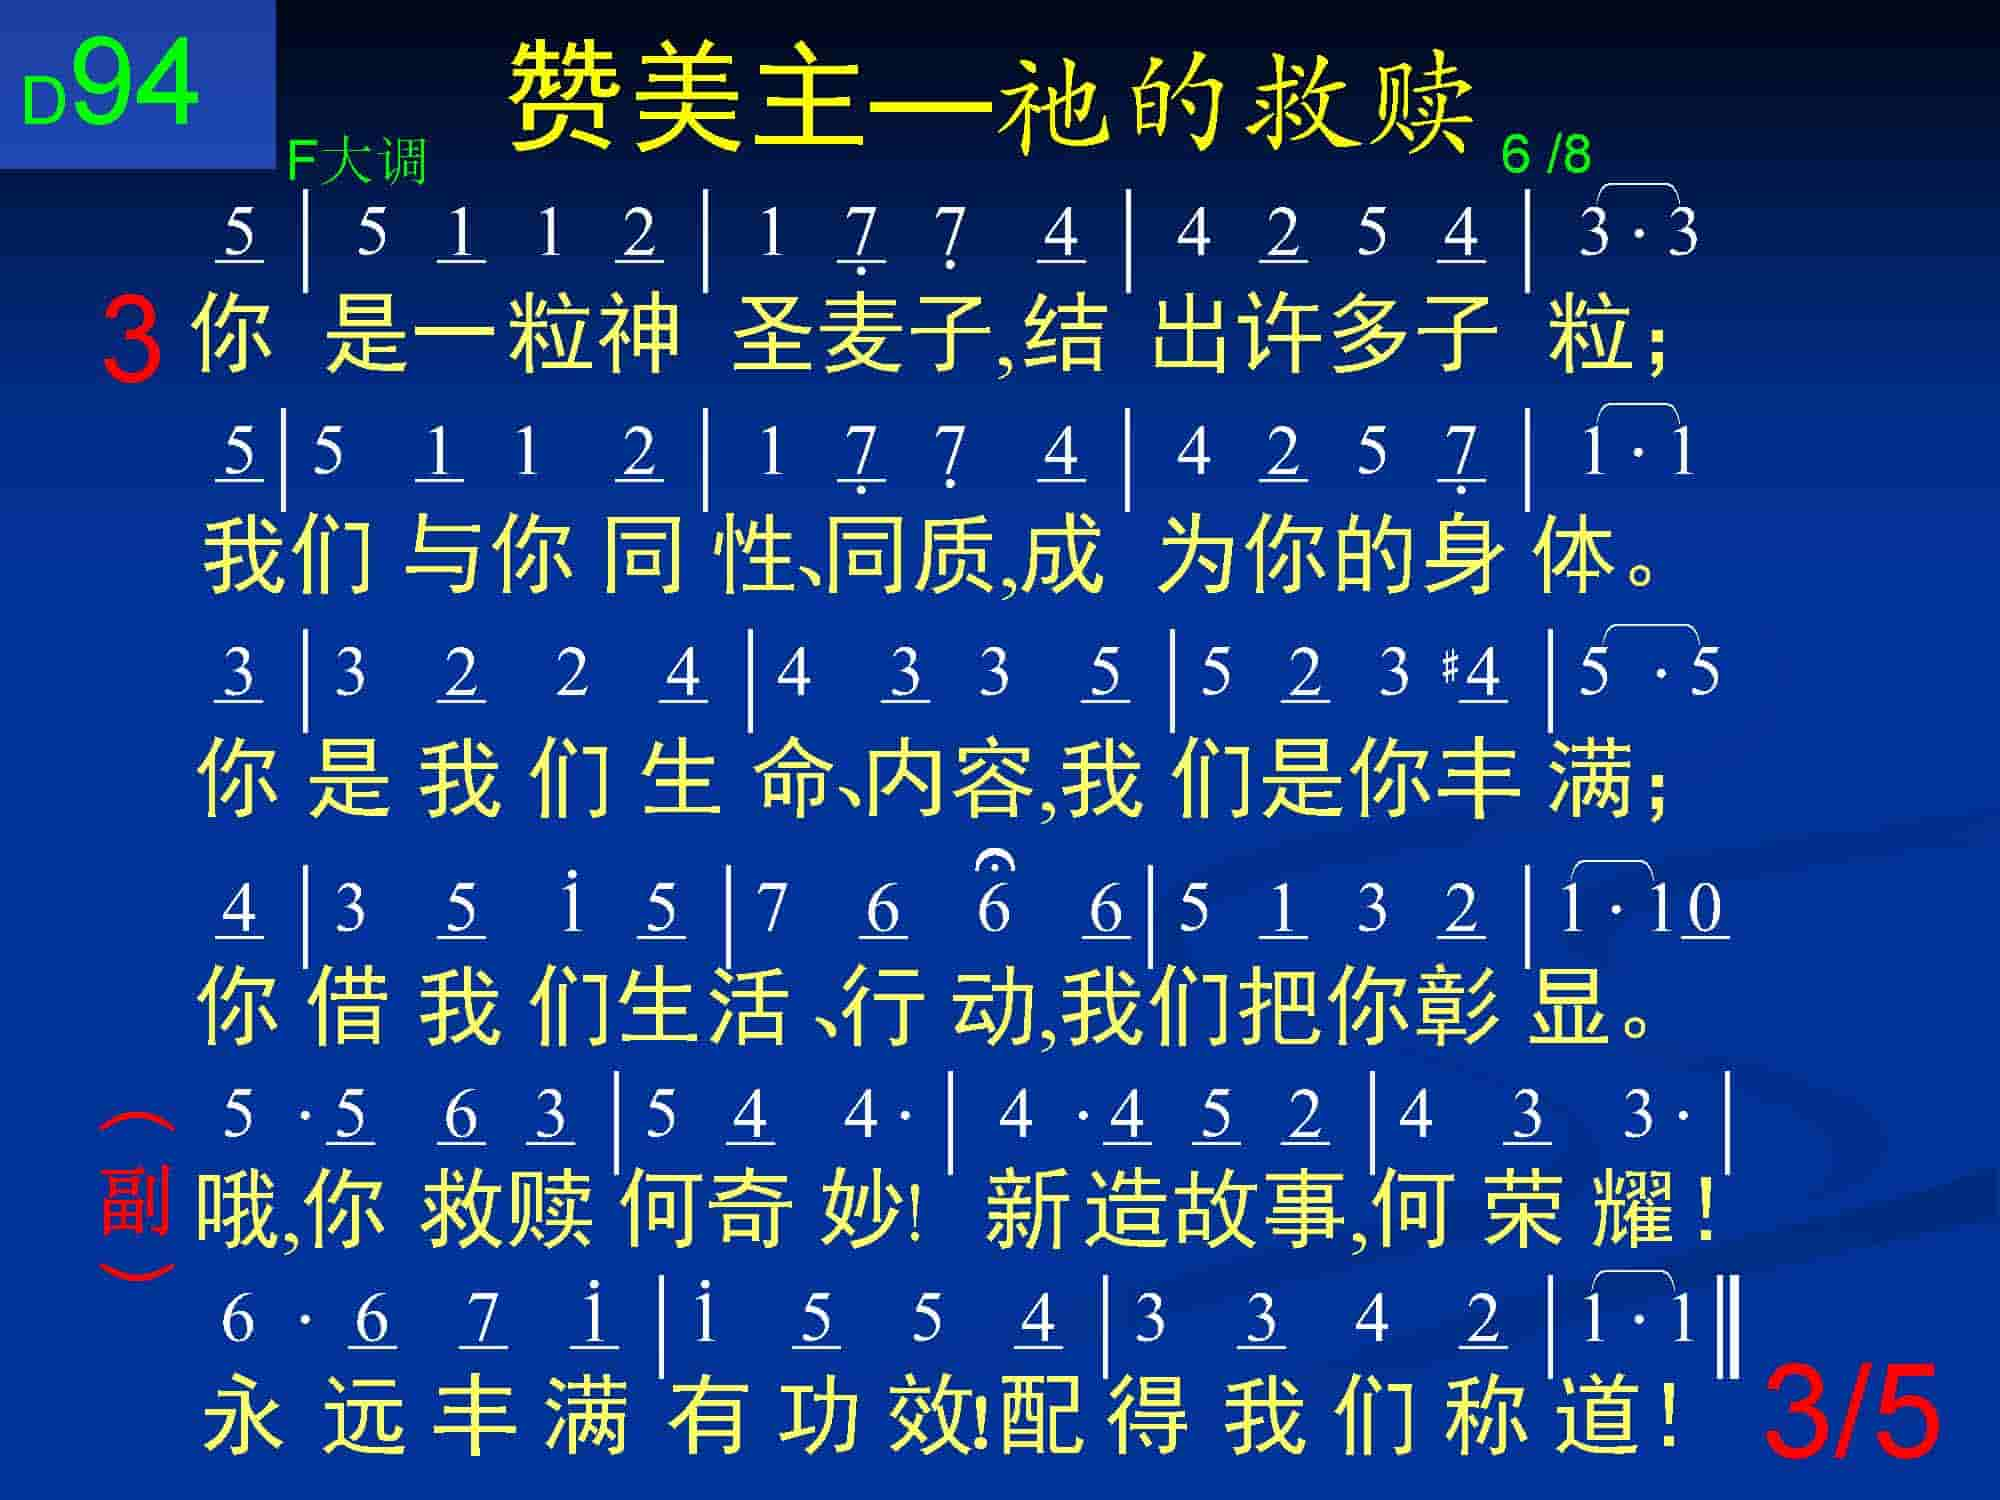 D94
赞美主—祂的救赎
F大调
6 /8
5 | 5 1 1 2 | 1 7 7 4 | 4 2 5 4 | 3 · 3
3 你 是一粒神 圣麦子,结 出许多子 粒；
5 | 5 1 1 2 | 1 7 7 4 | 4 2 5 7 | 1 · 1
我们 与你 同 性、同质,成 为你的身 体。
3 | 3 2 2 4 | 4 3 3 5 | 5 2 3 #4 | 5 · 5
你 是 我 们 生 命、内容,我 们是你丰 满；
4 | 3 5 i 5 | 7 6 6 6 | 5 1 3 2 | 1 · 1 0
你 借 我 们生活、行 动,我们把你彰 显。
5 · 5 6 3 | 5 4 4 · | 4 · 4 5 2 | 4 3 3 · |
（副） 哦,你 救赎 何奇 妙! 新造故事,何 荣 耀!
6 · 6 7 i | i 5 5 4 | 3 3 4 2 | 1 · 1 ‖
永 远 丰 满 有 功 效!配 得 我 们 称 道!
3/5